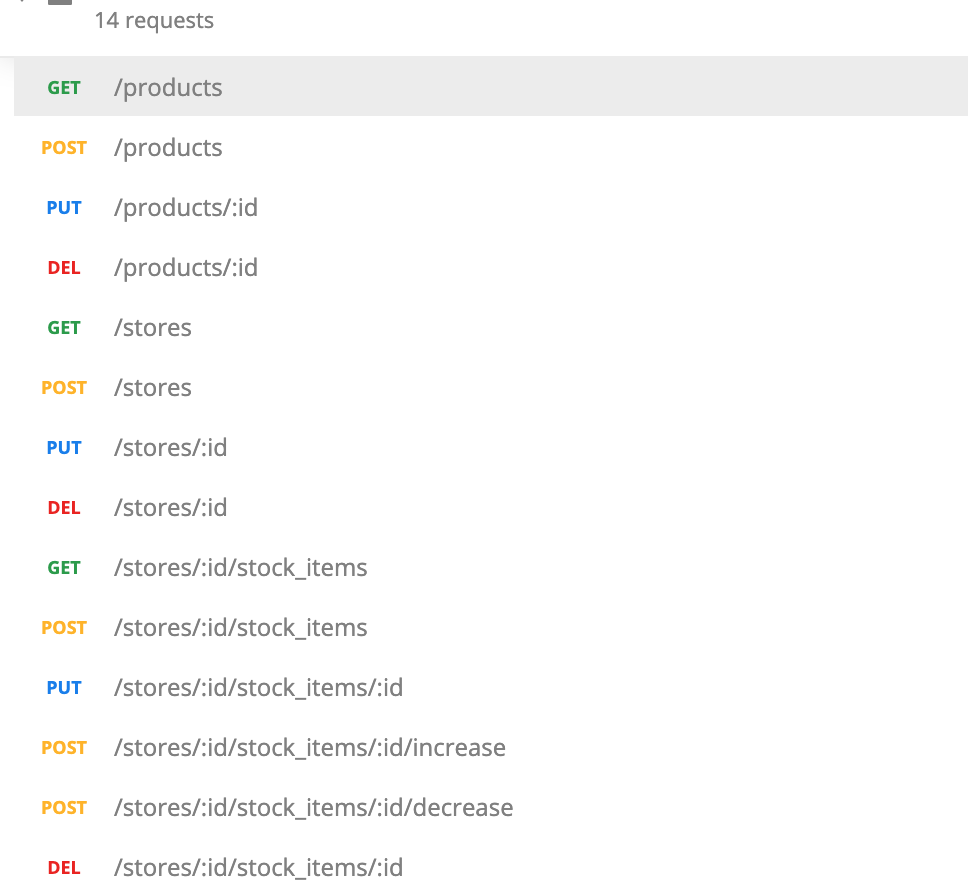 14 requests
GET /products
POST /products
PUT /products/:id
DEL /products/:id
GET /stores
POST /stores
PUT /stores/:id
DEL /stores/:id
GET /stores/:id/stock_items
POST /stores/:id/stock_items
PUT /stores/:id/stock_items/:id
POST /stores/:id/stock_items/:id/increase
POST /stores/:id/stock_items/:id/decrease
DEL /stores/:id/stock_items/:id